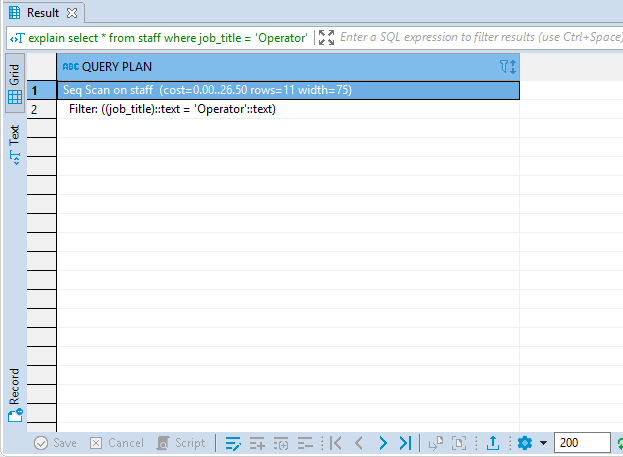 Result
explain select * from staff where job_title = 'Operator'
Enter a SQL expression to filter results (use Ctrl+Space)
Grid
Text
Record
ABC QUERY PLAN
1 Seq Scan on staff (cost=0.00..26.50 rows=11 width=75)
2 Filter: ((job_title)::text = 'Operator'::text)
Save Cancel Script 200